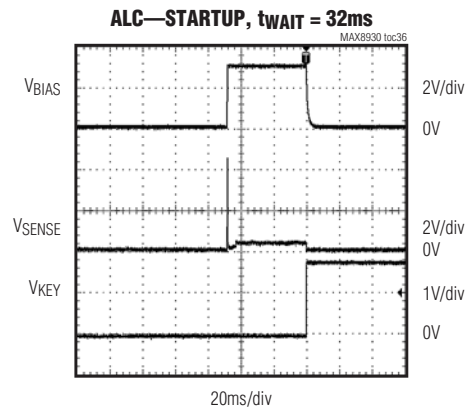 ALC—STARTUP, tWAIT = 32ms
MAX8930 toc36
VBIAS
2V/div
0V
VSENSE
2V/div
0V
VKEY
1V/div
0V
20ms/div